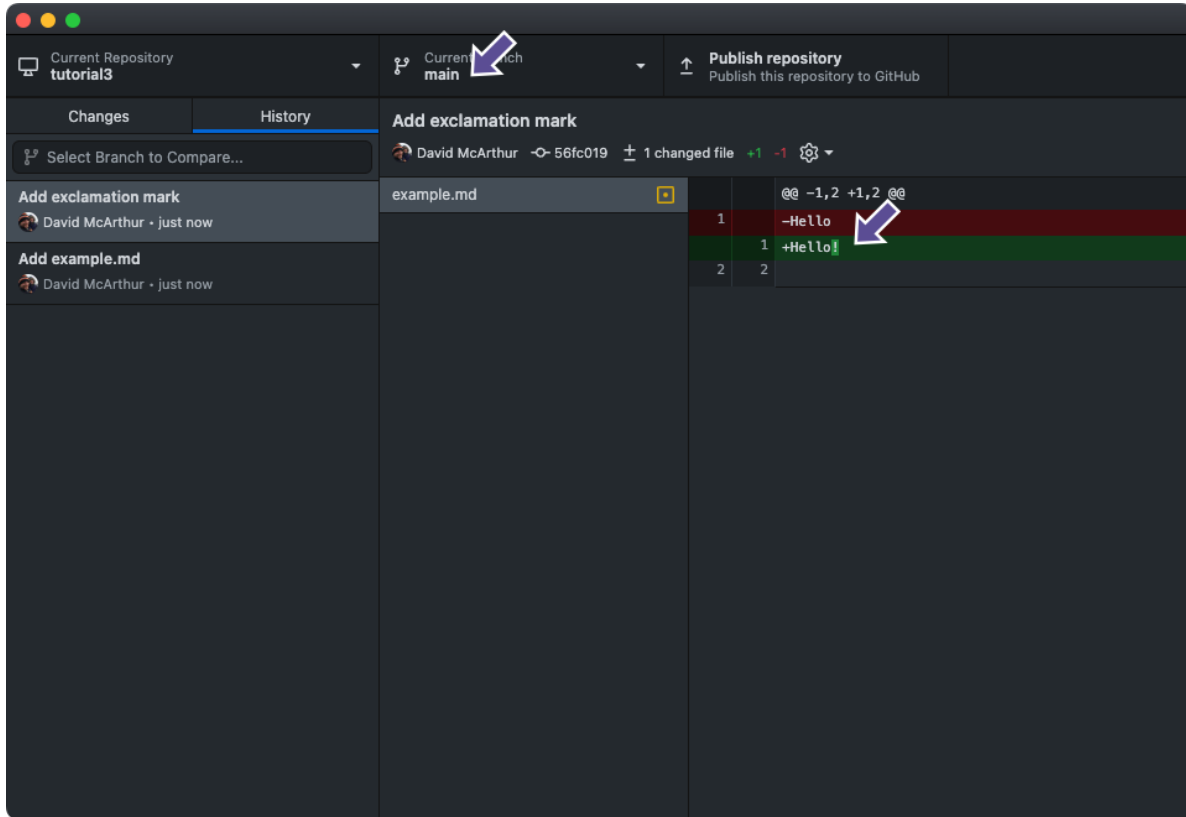 Current Repository
tutorial3
Current
nch
main
Publish repository
Publish this repository to GitHub
Changes
History
Select Branch to Compare...
Add exclamation mark
David McArthur • just now
Add example.md
David McArthur • just now
Add exclamation mark
David McArthur 56fc019 1 changed file +1 -1
example.md
@@ -1,2 +1,2 @@
1 -Hello
1 +Hello!
2 2